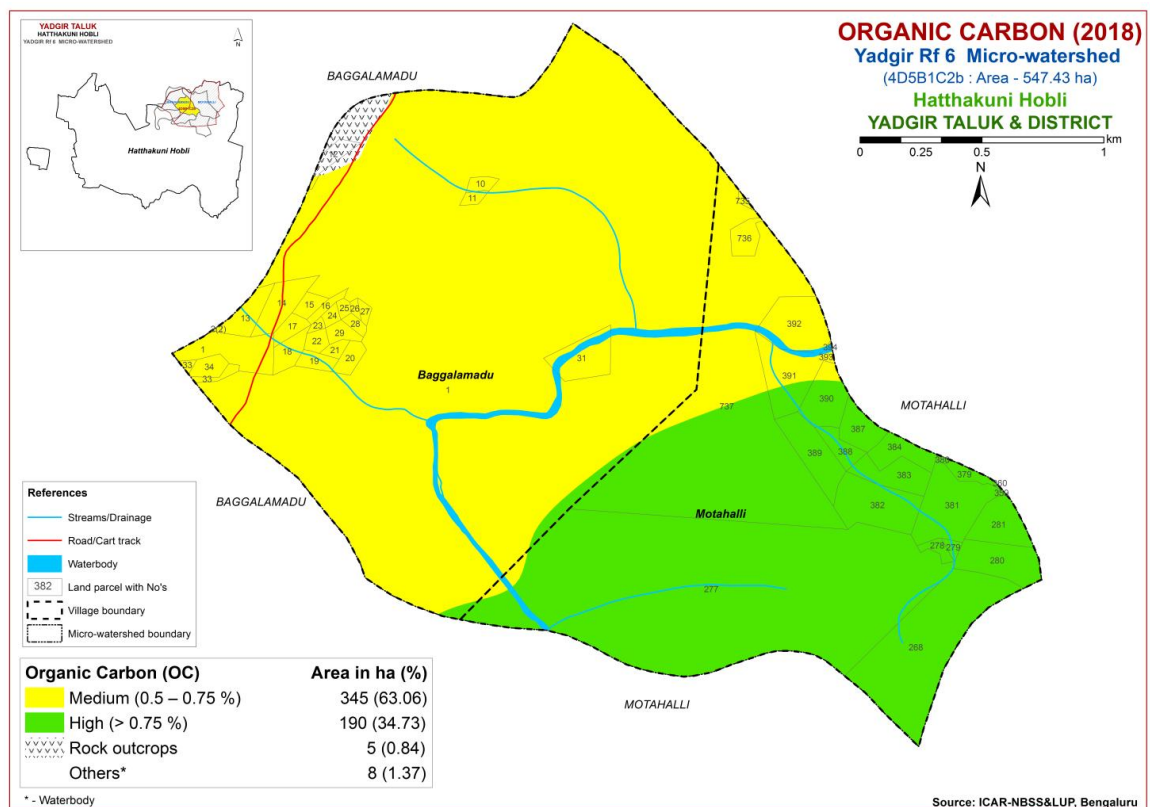 YADGIR TALUK
HATTHAKUNI HOBLI
YADGIR Rf 6 MICRO-WATERSHED
N
Hatthakuni Hobli
ORGANIC CARBON (2018)
Yadgir Rf 6 Micro-watershed
(4D5B1C2b : Area - 547.43 ha)
Hatthakuni Hobli
YADGIR TALUK & DISTRICT
km
0 0.25 0.5 1
N
BAGGALAMADU
10
11
735
736
14
15
16
25
26
27
24
13
2(2)
17
23
28
392
22
29
394
1
18
21
393
34
33
19
20
31
33
391
Baggalamadu
1
390
737
MOTAHALLI
387
389
388
384
386
383
379
360
BAGGALAMADU
382
381
Motahalli
281
278
279
280
277
268
MOTAHALLI
References
Streams/Drainage
Road/Cart track
Waterbody
382 Land parcel with No's
Village boundary
Micro-watershed boundary
Organic Carbon (OC) Area in ha (%)
Medium (0.5 – 0.75 %) 345 (63.06)
High (> 0.75 %) 190 (34.73)
Rock outcrops 5 (0.84)
Others* 8 (1.37)
* - Waterbody
Source: ICAR-NBSS&LUP, Bengaluru